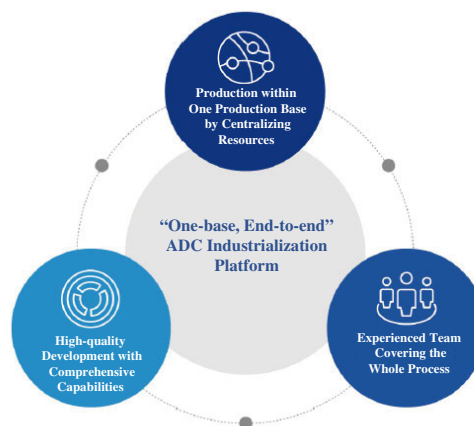 Production within
One Production Base
by Centralizing
Resources
“One-base, End-to-end”
ADC Industrialization
Platform
High-quality
Development with
Comprehensive
Capabilities
Experienced Team
Covering the
Whole Process